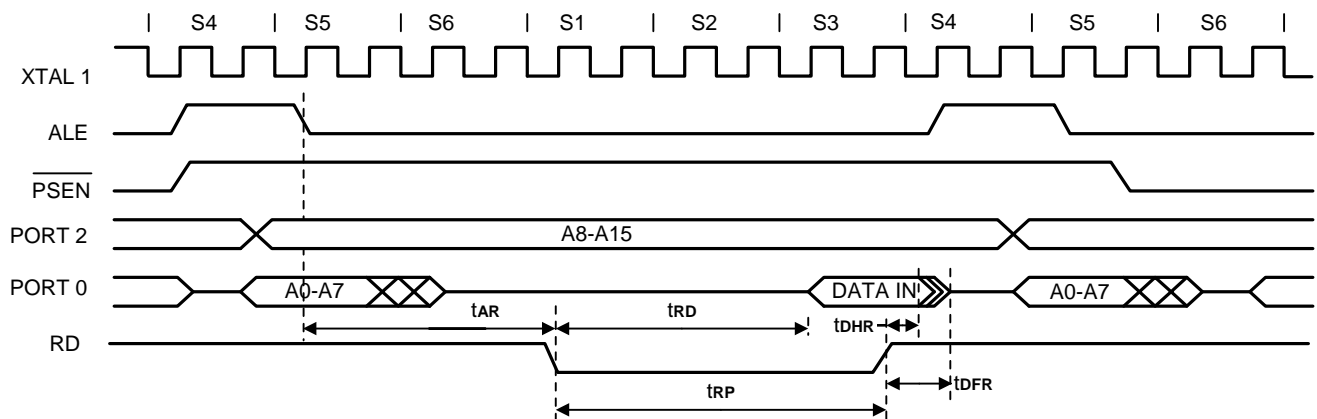 S4 S5 S6 S1 S2 S3 S4 S5 S6
XTAL 1
ALE
PSEN
PORT 2 A8-A15
PORT 0 A0-A7 DATA IN A0-A7
tAR tRD tDHR
RD
tRP tDFR